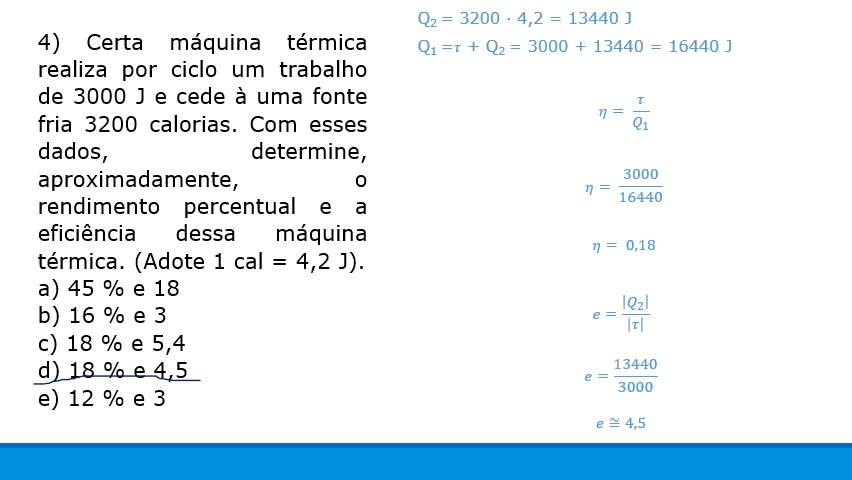 4) Certa máquina térmica
realiza por ciclo um trabalho
de 3000 J e cede à uma fonte
fria 3200 calorias. Com esses
dados, determine,
aproximadamente, o
rendimento percentual e a
eficiência dessa máquina
térmica. (Adote 1 cal = 4,2 J).
a) 45 % e 18
b) 16 % e 3
c) 18 % e 5,4
d) 18 % e 4,5
e) 12 % e 3
Q₂ = 3200 · 4,2 = 13440 J
Q₁ =τ + Q₂ = 3000 + 13440 = 16440 J
η = τ/Q₁
η = 3000/16440
η = 0,18
e = |Q₂|/|τ|
e = 13440/3000
e ≅ 4,5